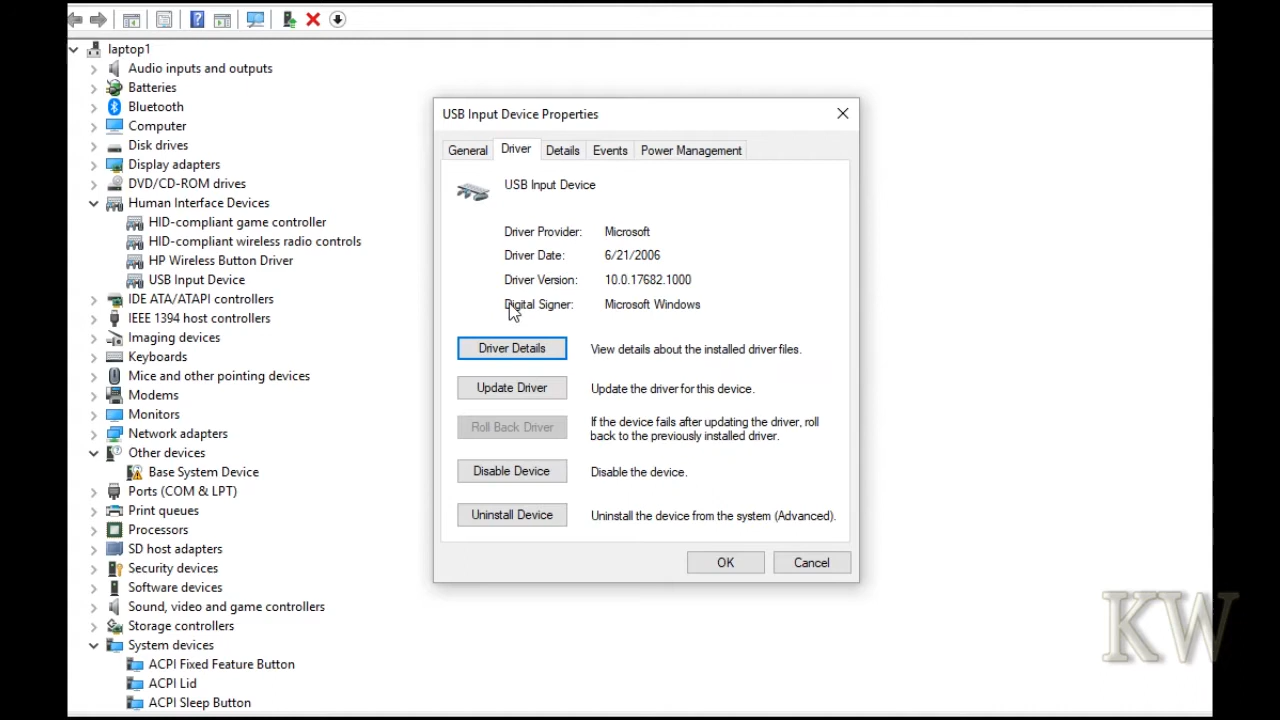 laptop1
Audio inputs and outputs
Batteries
Bluetooth
Computer
Disk drives
Display adapters
DVD/CD-ROM drives
Human Interface Devices
HID-compliant game controller
HID-compliant wireless radio controls
HP Wireless Button Driver
USB Input Device
IDE ATA/ATAPI controllers
IEEE 1394 host controllers
Imaging devices
Keyboards
Mice and other pointing devices
Modems
Monitors
Network adapters
Other devices
Base System Device
Ports (COM & LPT)
Print queues
Processors
SD host adapters
Security devices
Software devices
Sound, video and game controllers
Storage controllers
System devices
ACPI Fixed Feature Button
ACPI Lid
ACPI Sleep Button
USB Input Device Properties
General Driver Details Events Power Management
USB Input Device
Driver Provider: Microsoft
Driver Date: 6/21/2006
Driver Version: 10.0.17682.1000
Digital Signer: Microsoft Windows
Driver Details View details about the installed driver files.
Update Driver Update the driver for this device.
Roll Back Driver If the device fails after updating the driver, roll
back to the previously installed driver.
Disable Device Disable the device.
Uninstall Device Uninstall the device from the system (Advanced).
OK Cancel
KW